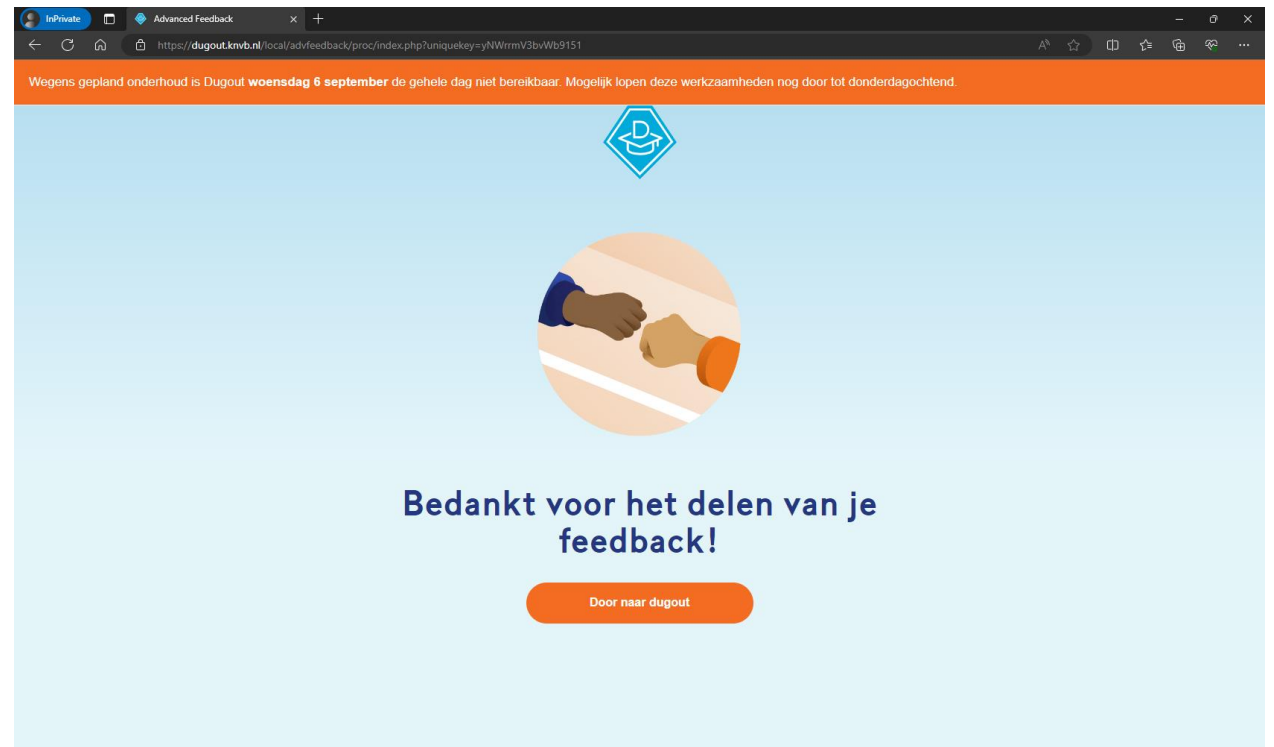 InPrivate
Advanced Feedback
https://dugout.knvb.nl/local/advfeedback/proc/index.php?uniquekey=yNWrrmV3bvWb9151
Wegens gepland onderhoud is Dugout woensdag 6 september de gehele dag niet bereikbaar. Mogelijk lopen deze werkzaamheden nog door tot donderdagochtend.
D
Bedankt voor het delen van je
feedback!
Door naar dugout